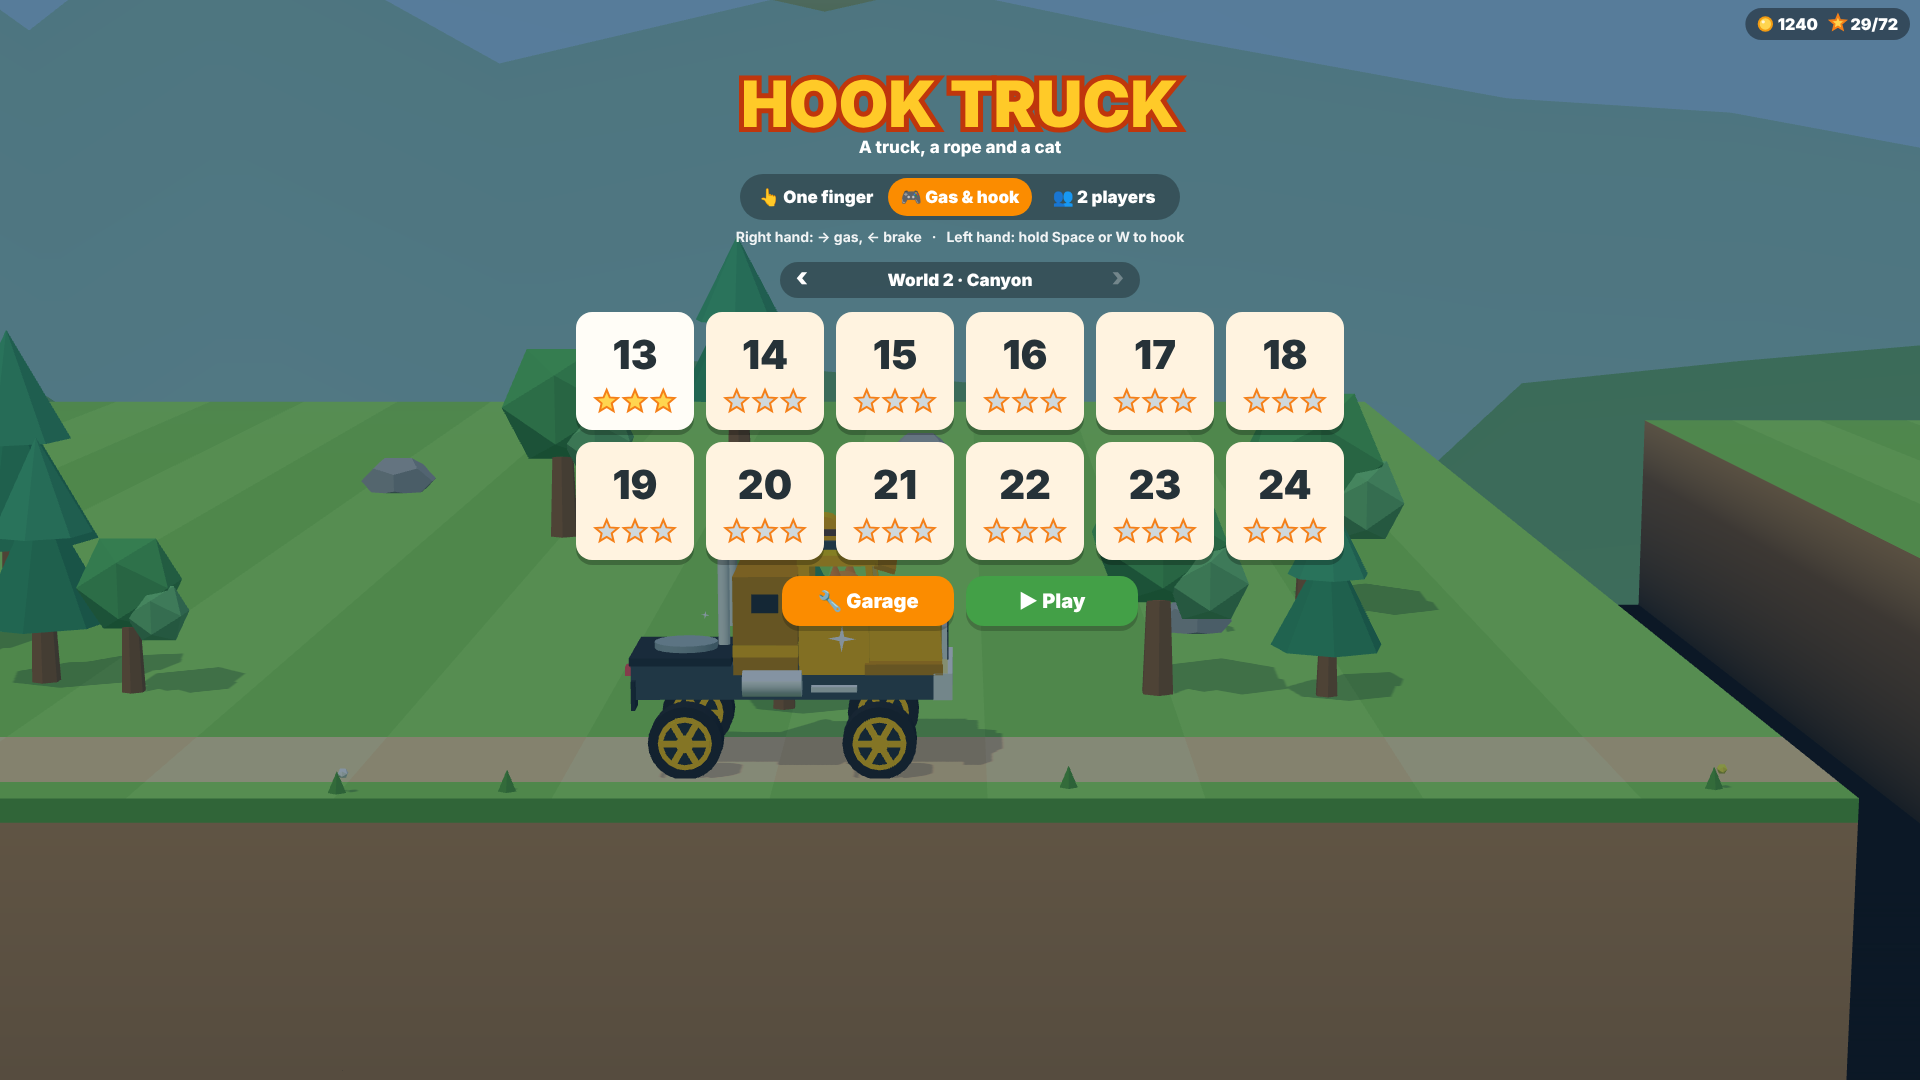 1240 29/72
HOOK TRUCK
A truck, a rope and a cat
One finger Gas & hook 2 players
Right hand: → gas, ← brake · Left hand: hold Space or W to hook
‹ World 2 · Canyon ›
13 14 15 16 17 18
19 20 21 22 23 24
Garage Play